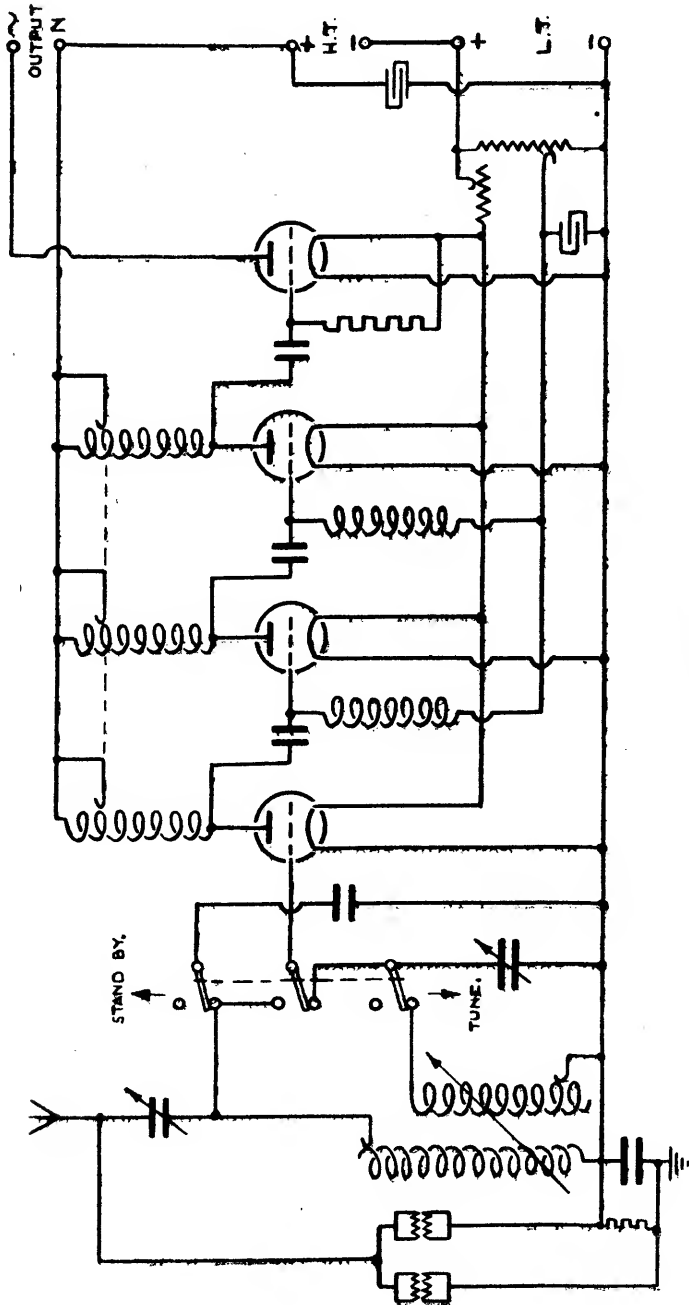 ~
OUTPUT
N
+
H.T.
-
+
L.T.
-
STAND BY.
TUNE.